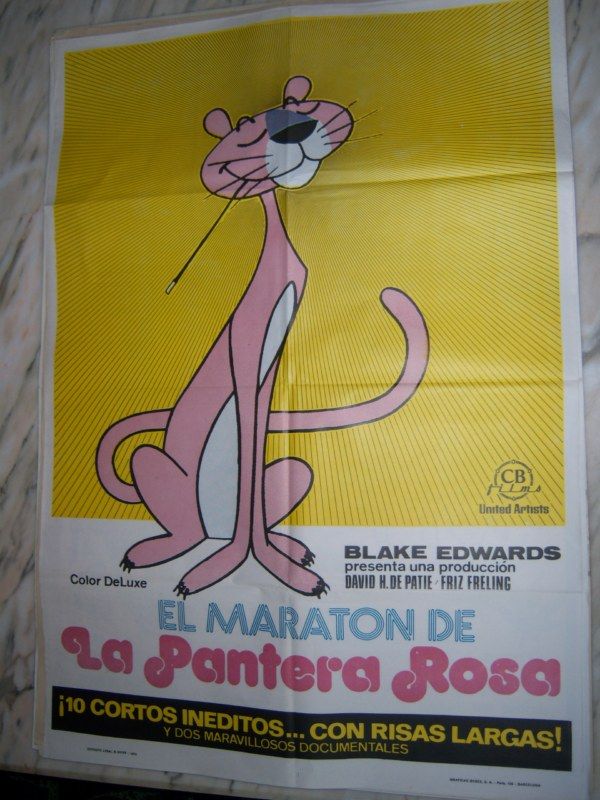 CB
films
United Artists
BLAKE EDWARDS
presenta una producción
DAVID H. DE PATIE / FRIZ FRELING
Color DeLuxe
EL MARATON DE
La Pantera Rosa
¡10 CORTOS INEDITOS... CON RISAS LARGAS!
Y DOS MARAVILLOSOS DOCUMENTALES